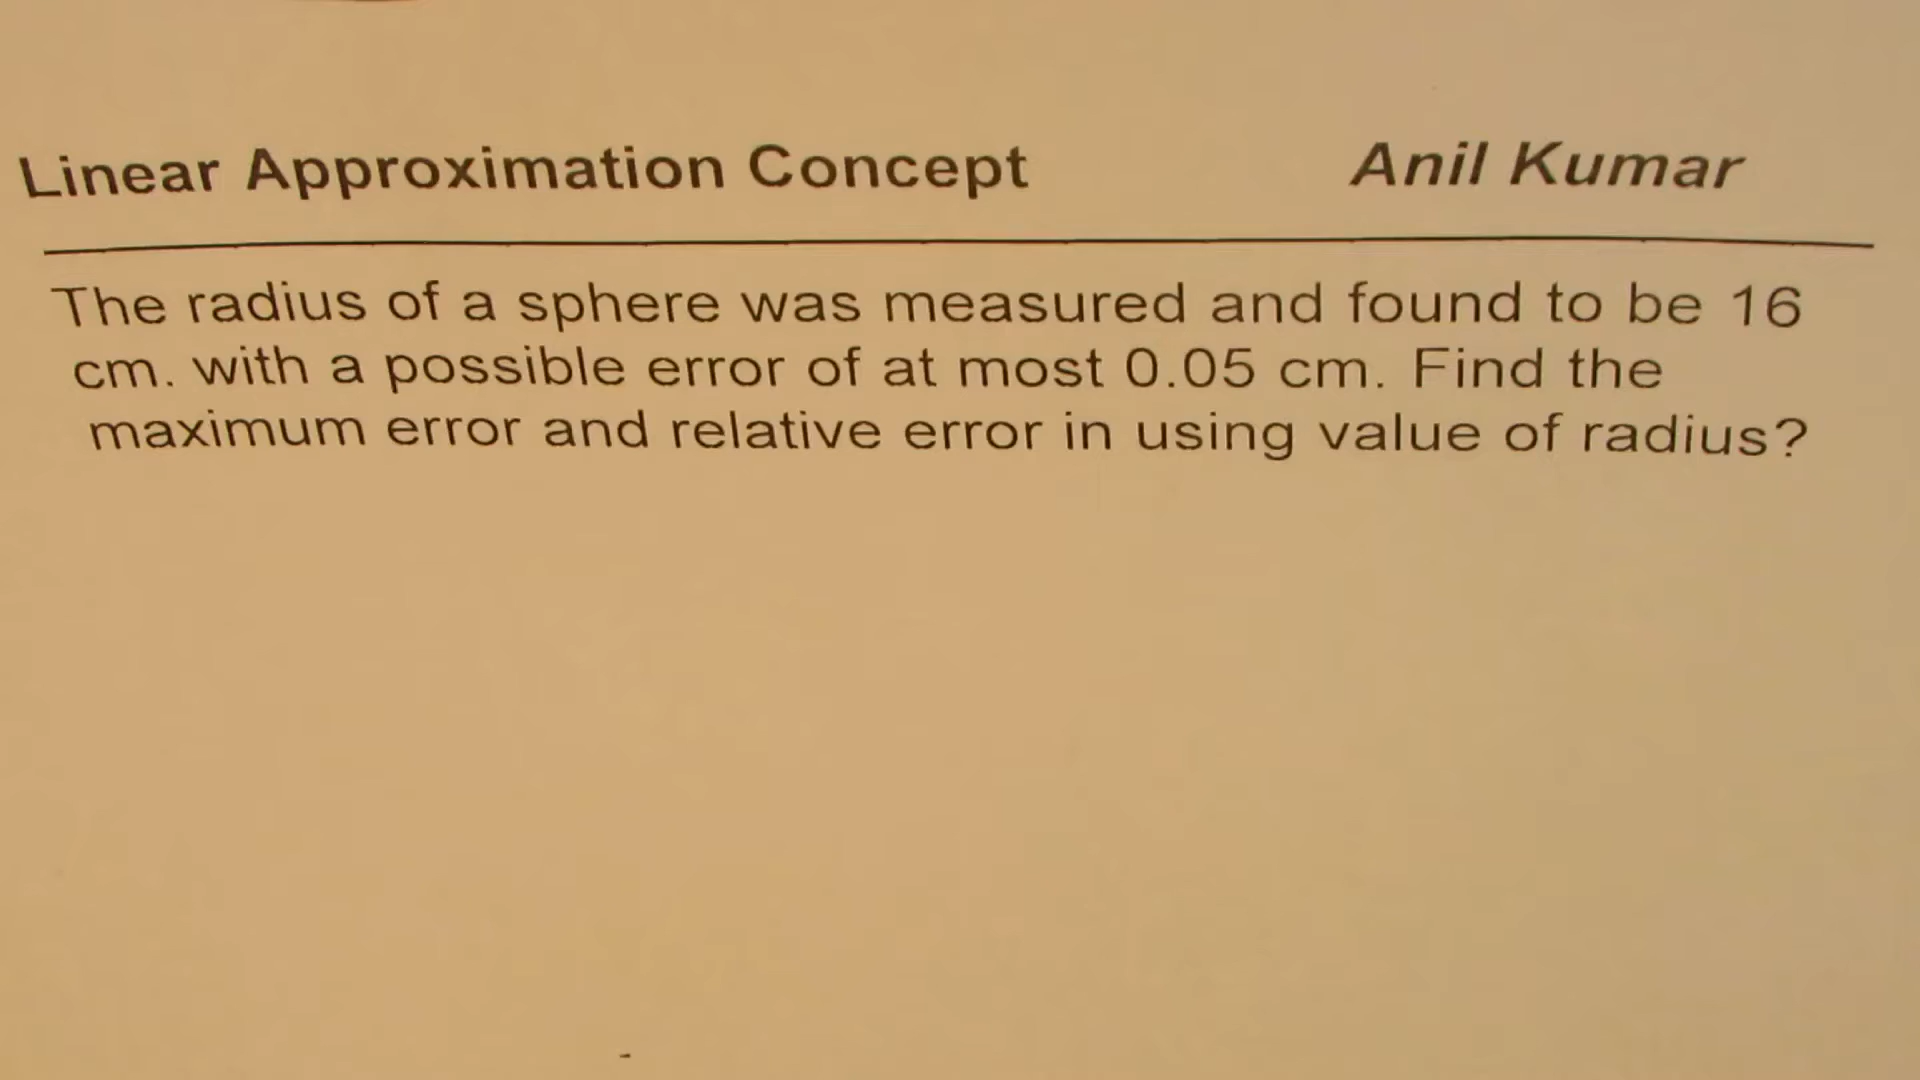 Linear Approximation Concept Anil Kumar
The radius of a sphere was measured and found to be 16
cm. with a possible error of at most 0.05 cm. Find the
maximum error and relative error in using value of radius?